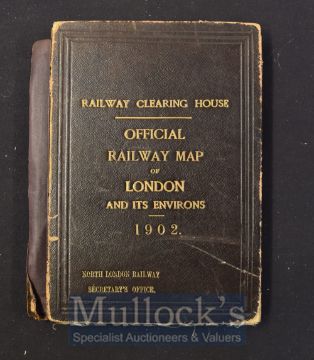 RAILWAY CLEARING HOUSE
OFFICIAL
RAILWAY MAP
OF
LONDON
AND ITS ENVIRONS
1902.
NORTH LONDON RAILWAY
SECRETARY'S OFFICE,
Mullock's
Specialist Auctioneers & Valuers